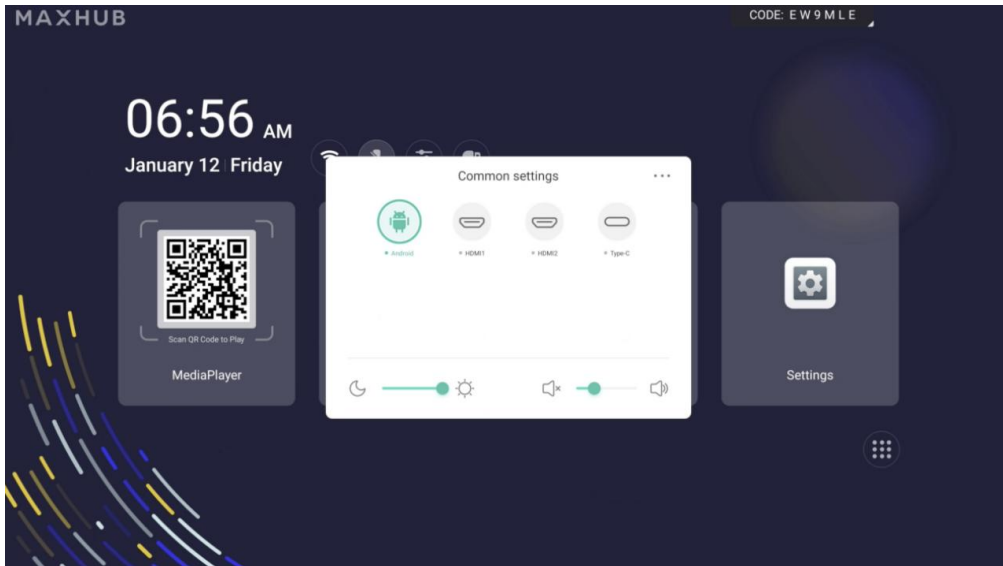 MAXHUB
CODE: E W 9 M L E
06:56 AM
January 12 Friday
Common settings
Android
HDMI1
HDMI2
Type-C
Scan QR Code to Play
MediaPlayer
Settings